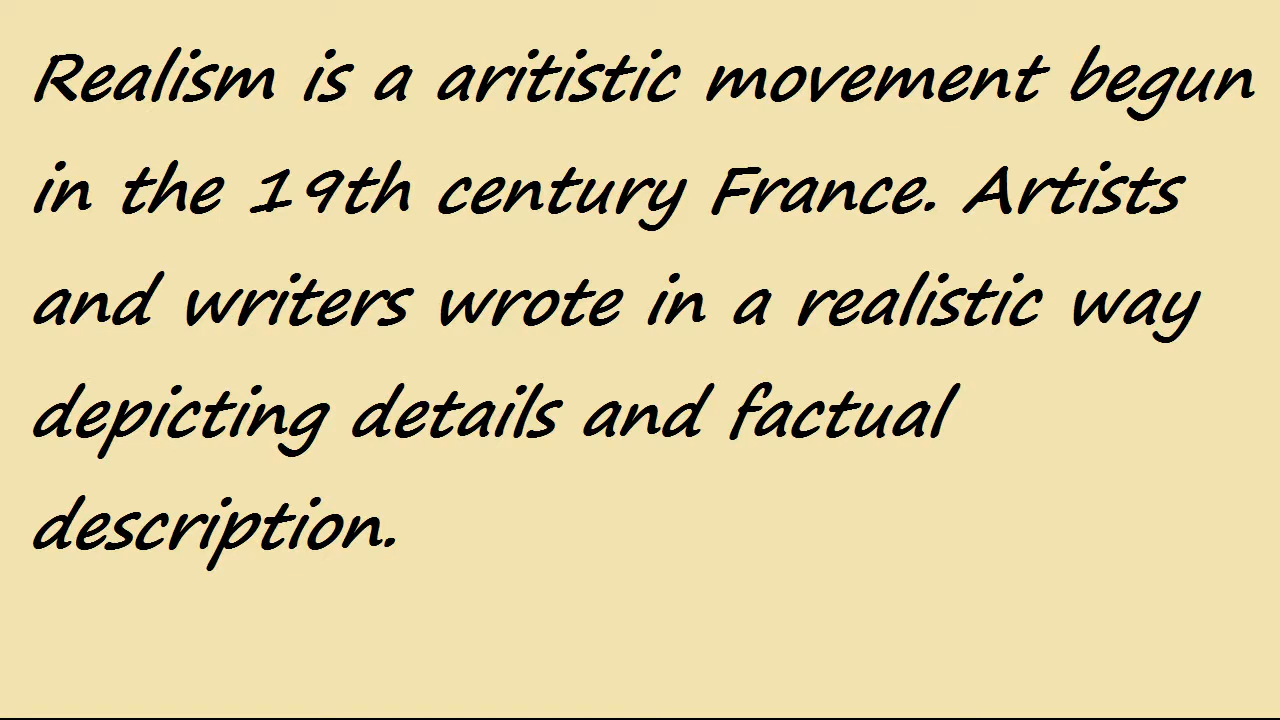 Realism is a aritistic movement begun
in the 19th century France. Artists
and writers wrote in a realistic way
depicting details and factual
description.